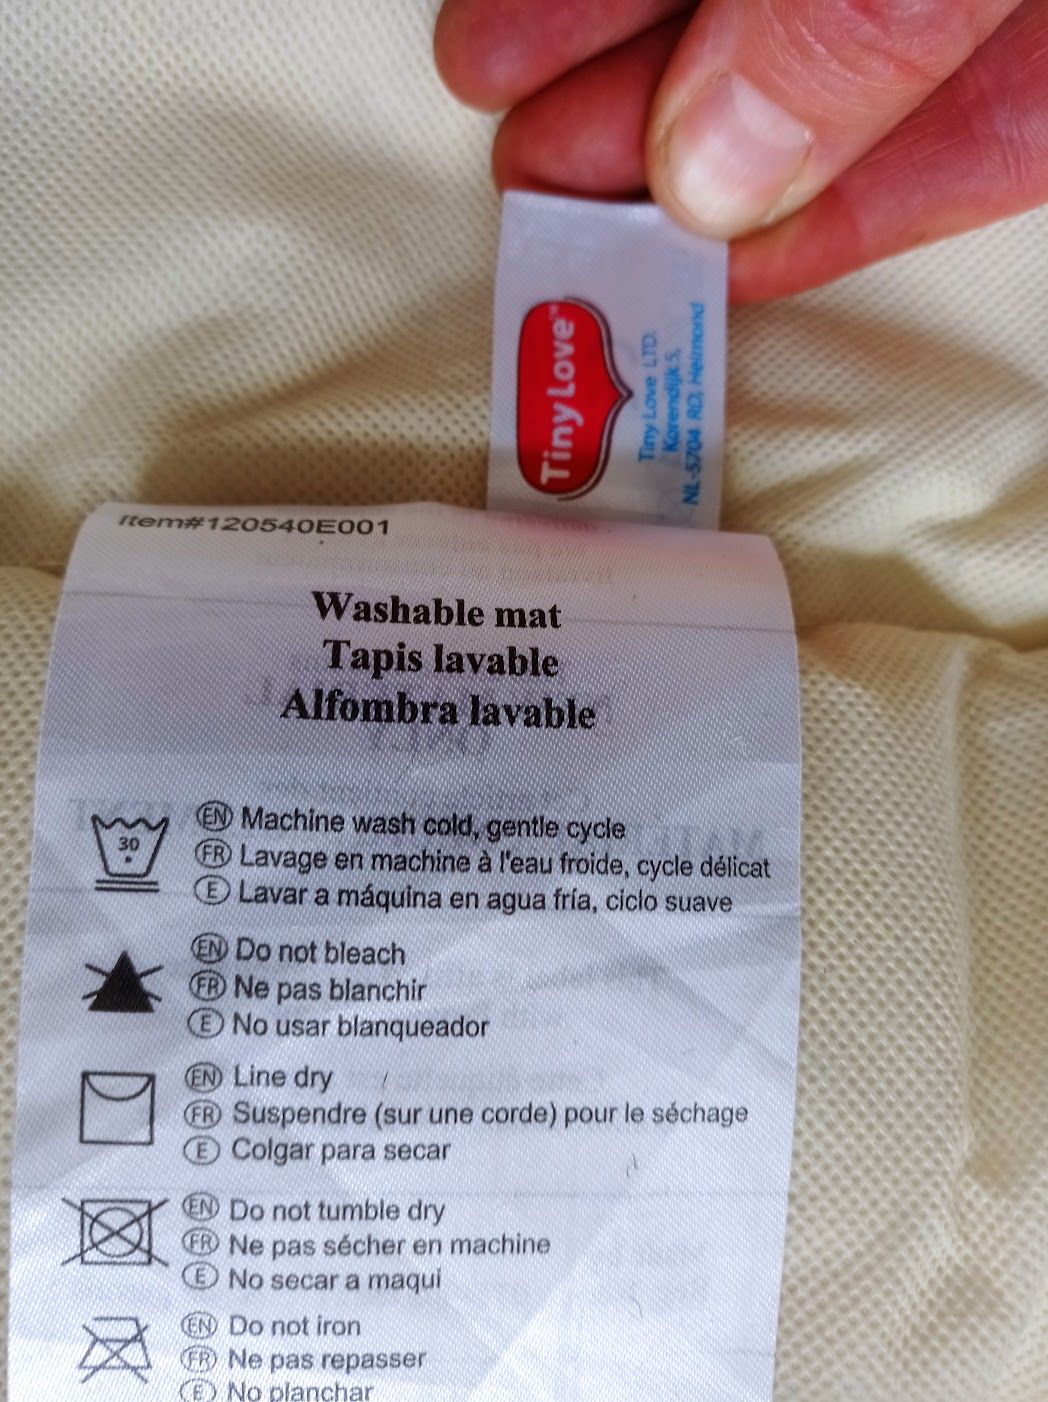 Tiny Love™
Tiny Love LTD.
Korendijk 5,
NL-5704 RD, Helmond
Item#120540E001
Washable mat
Tapis lavable
Alfombra lavable
30
EN Machine wash cold, gentle cycle
FR Lavage en machine à l'eau froide, cycle délicat
E Lavar a máquina en agua fría, ciclo suave
EN Do not bleach
FR Ne pas blanchir
E No usar blanqueador
EN Line dry
FR Suspendre (sur une corde) pour le séchage
E Colgar para secar
EN Do not tumble dry
FR Ne pas sécher en machine
E No secar a maqui
EN Do not iron
FR Ne pas repasser
E No planchar